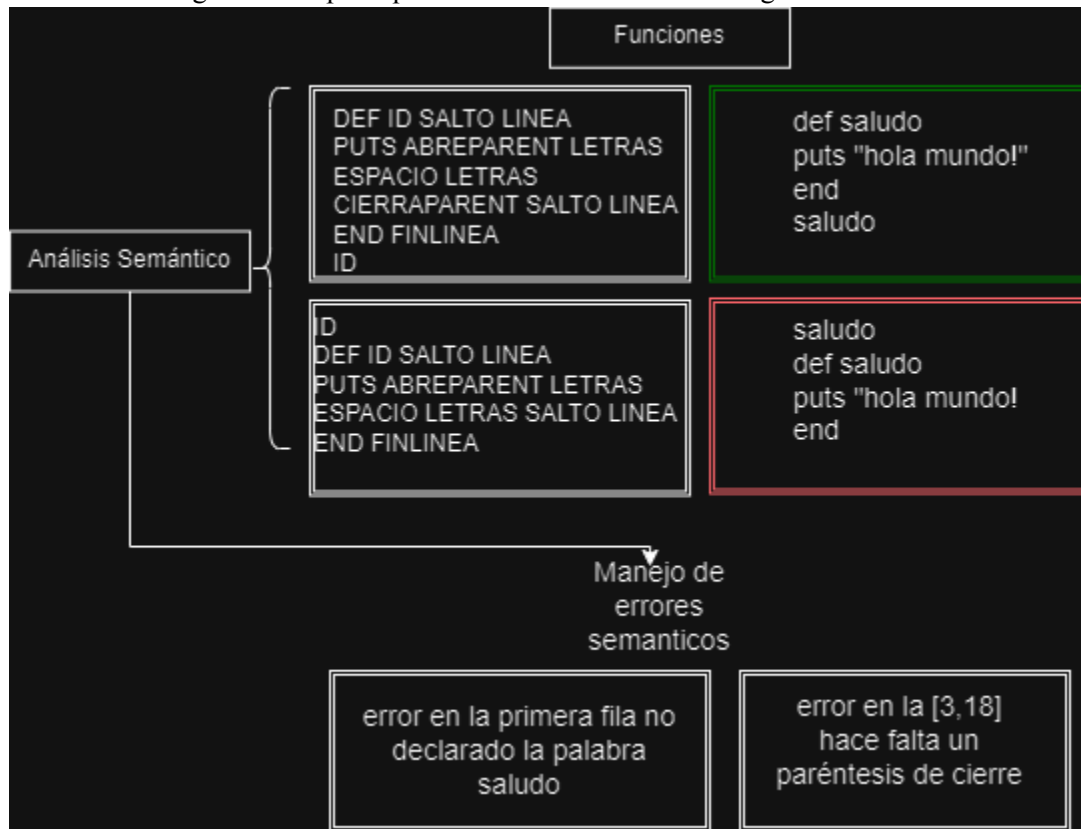 Funciones
DEF ID SALTO LINEA
PUTS ABREPARENT LETRAS
ESPACIO LETRAS
CIERRAPARENT SALTO LINEA
END FINLINEA
ID
def saludo
puts "hola mundo!"
end
saludo
Análisis Semántico
ID
DEF ID SALTO LINEA
PUTS ABREPARENT LETRAS
ESPACIO LETRAS SALTO LINEA
END FINLINEA
saludo
def saludo
puts "hola mundo!
end
Manejo de
errores
semanticos
error en la primera fila no
declarado la palabra
saludo
error en la [3,18]
hace falta un
paréntesis de cierre